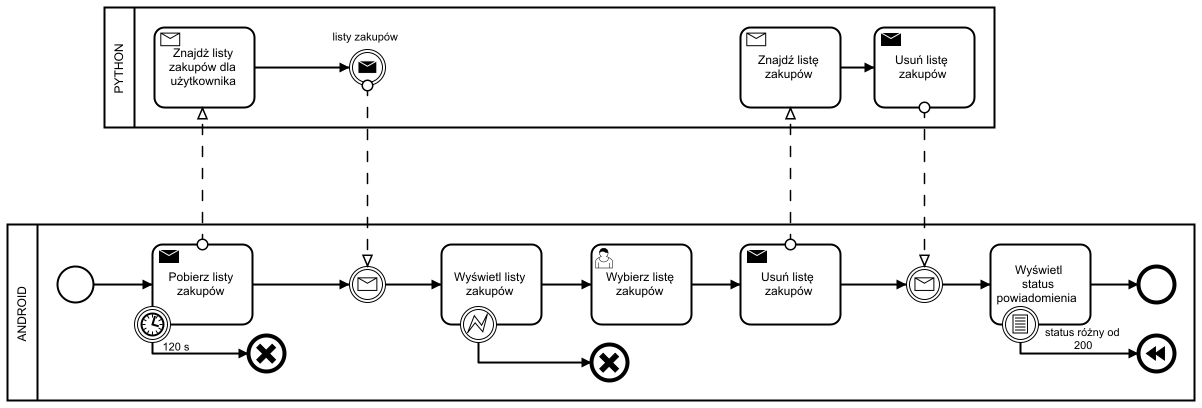 PYTHON
Znajdż listy
zakupów dla
użytkownika
listy zakupów
Znajdź listę
zakupów
Usuń listę
zakupów
ANDROID
Pobierz listy
zakupów
120 s
Wyświetl listy
zakupów
Wybierz listę
zakupów
Usuń listę
zakupów
Wyświetl
status
powiadomienia
status różny od
200